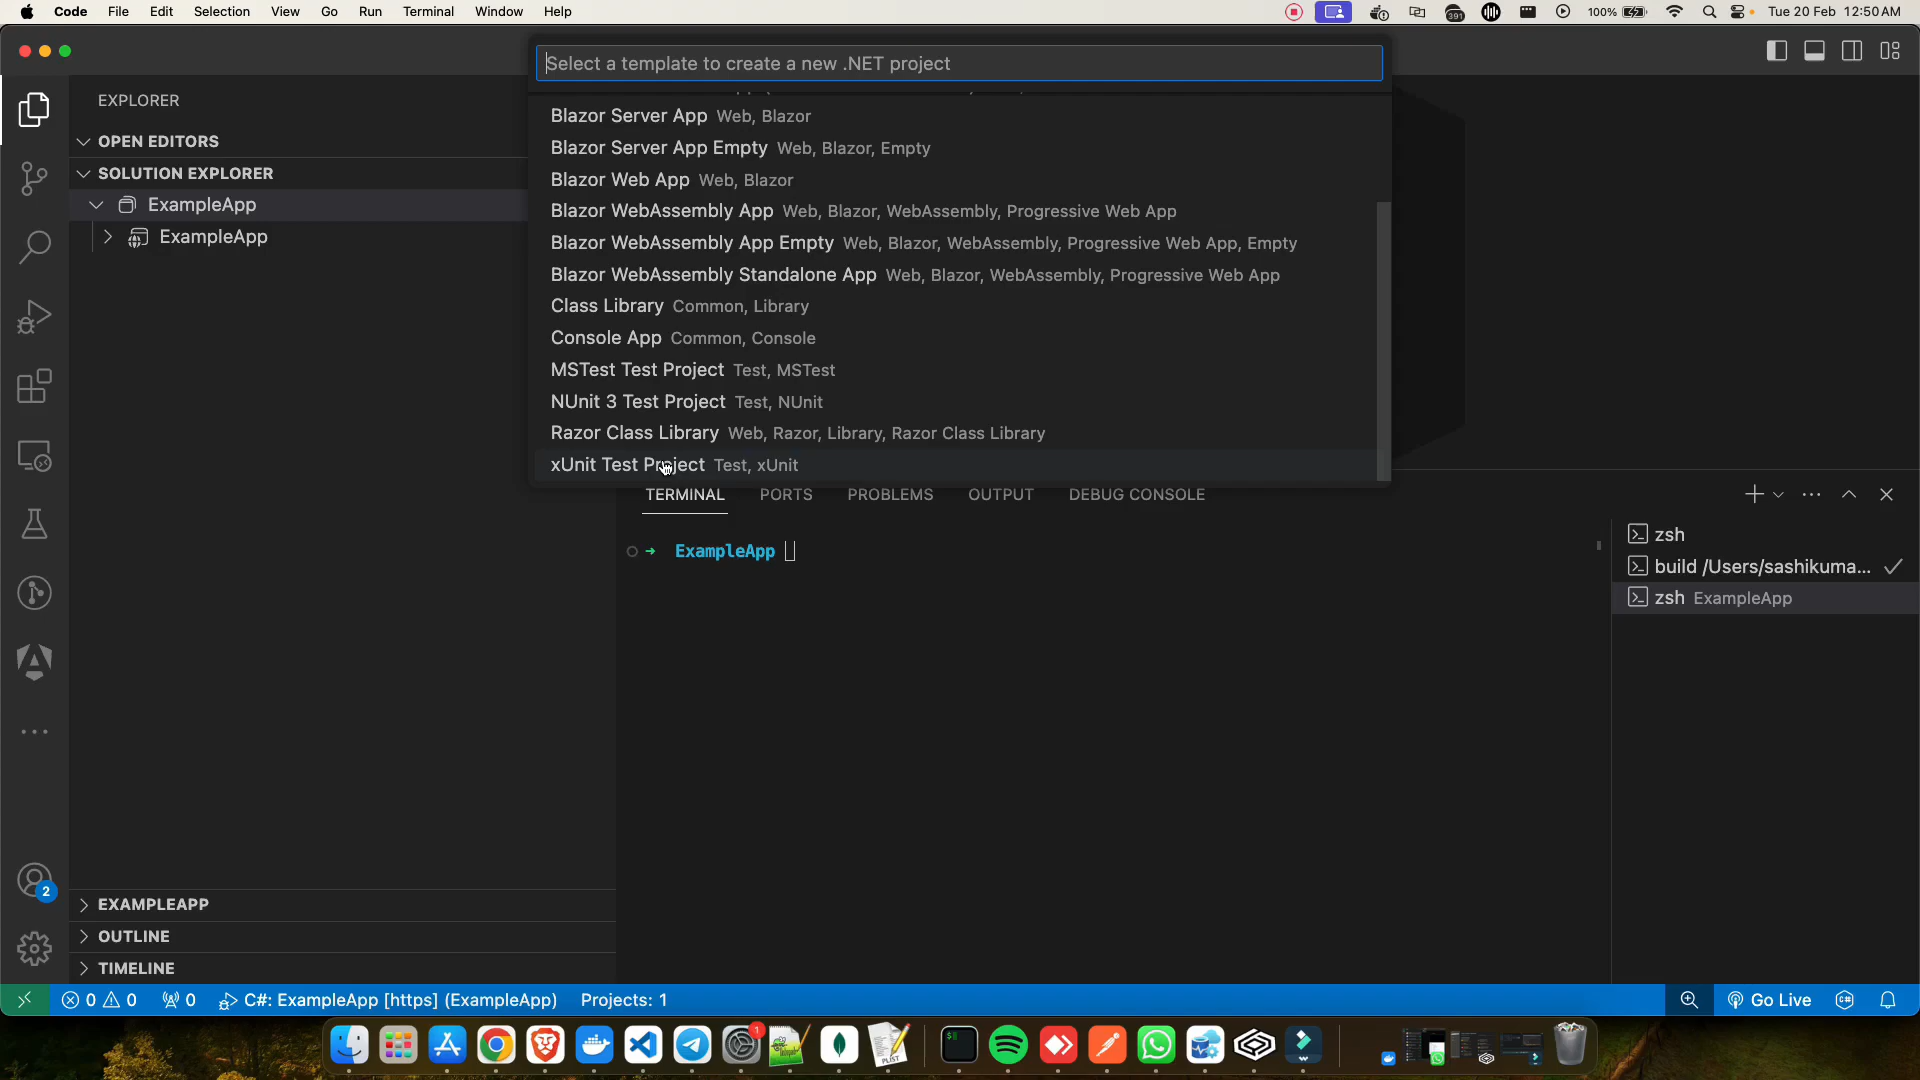 Code File Edit Selection View Go Run Terminal Window Help 391 100% Tue 20 Feb 12:50 AM
Select a template to create a new .NET project
EXPLORER
OPEN EDITORS
SOLUTION EXPLORER
ExampleApp
ExampleApp
Blazor Server App Web, Blazor
Blazor Server App Empty Web, Blazor, Empty
Blazor Web App Web, Blazor
Blazor WebAssembly App Web, Blazor, WebAssembly, Progressive Web App
Blazor WebAssembly App Empty Web, Blazor, WebAssembly, Progressive Web App, Empty
Blazor WebAssembly Standalone App Web, Blazor, WebAssembly, Progressive Web App
Class Library Common, Library
Console App Common, Console
MSTest Test Project Test, MSTest
NUnit 3 Test Project Test, NUnit
Razor Class Library Web, Razor, Library, Razor Class Library
xUnit Test Project Test, xUnit
TERMINAL PORTS PROBLEMS OUTPUT DEBUG CONSOLE
ExampleApp
zsh
build /Users/sashikuma...
zsh ExampleApp
2
EXAMPLEAPP
OUTLINE
TIMELINE
0 0 0 C#: ExampleApp [https] (ExampleApp) Projects: 1 Go Live
1
PLIST